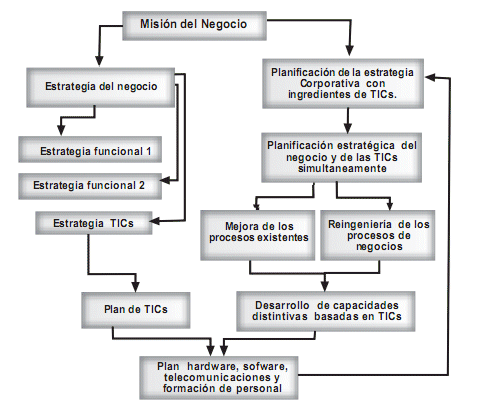 Misión del Negocio
Estrategia del negocio
Planificación de la estrategia
Corporativa con
ingredientes de TICs.
Estrategia funcional 1
Planificación estratégica del
negocio y de las TICs
simultaneamente
Estrategia funcional 2
Estrategia TICs
Mejora de los
procesos existentes
Reingeniería de los
procesos de
negocios
Plan de TICs
Desarrollo de capacidades
distintivas basadas en TICs
Plan hardware, sofware,
telecomunicaciones y
formación de personal